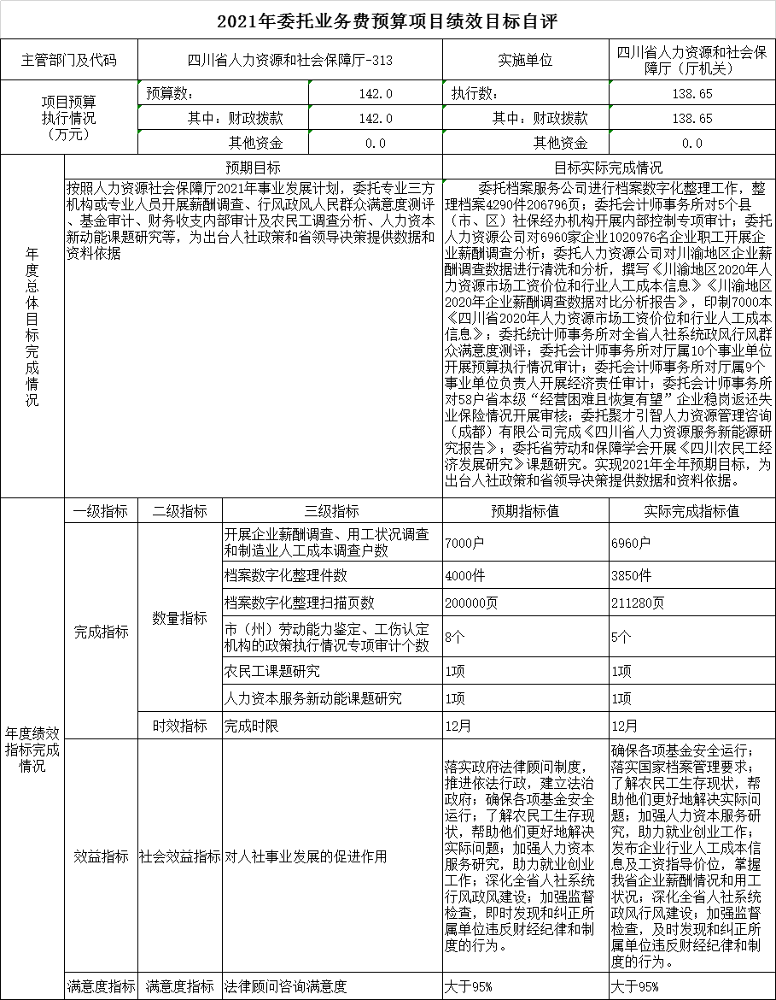 2021年委托业务费预算项目绩效目标自评
主管部门及代码
四川省人力资源和社会保障厅-313
实施单位
四川省人力资源和社会保
障厅（厅机关）
项目预算
执行情况
（万元）
预算数：
142.0
执行数：
138.65
其中：财政拨款
142.0
其中：财政拨款
138.65
其他资金
0.0
其他资金
0.0
年度总体目标完成情况
预期目标
目标实际完成情况
按照人力资源社会保障厅2021年事业发展计划，委托专业三方
机构或专业人员开展薪酬调查、行风政风人民群众满意度测评
、基金审计、财务收支内部审计及农民工调查分析、人力资本
新动能课题研究等，为出台人社政策和省领导决策提供数据和
资料依据
委托档案服务公司进行档案数字化整理工作，整
理档案4290件206796页；委托会计师事务所对5个县
（市、区）社保经办机构开展内部控制专项审计；委托
人力资源公司对6960家企业1020976名企业职工开展企
业薪酬调查分析；委托人力资源公司对川渝地区企业薪
酬调查数据进行清洗和分析，撰写《川渝地区2020年人
力资源市场工资价位和行业人工成本信息》《川渝地区
2020年企业薪酬调查数据对比分析报告》，印制7000本
《四川省2020年人力资源市场工资价位和行业人工成本
信息》；委托统计师事务所对全省人社系统政风行风群
众满意度测评；委托会计师事务所对厅属10个事业单位
开展预算执行情况审计；委托会计师事务所对厅属9个
事业单位负责人开展经济责任审计；委托会计师事务所
对58户省本级“经营困难且恢复有望”企业稳岗返还失
业保险情况开展审核；委托聚才引智人力资源管理咨询
（成都）有限公司完成《四川省人力资源服务新能源研
究报告》；委托省劳动和保障学会开展《四川农民工经
济发展研究》课题研究。实现2021年全年预期目标，为
出台人社政策和省领导决策提供数据和资料依据。
年度绩效
指标完成
情况
一级指标
二级指标
三级指标
预期指标值
实际完成指标值
完成指标
数量指标
开展企业薪酬调查、用工状况调查
和制造业人工成本调查户数
7000户
6960户
档案数字化整理件数
4000件
3850件
档案数字化整理扫描页数
200000页
211280页
市（州）劳动能力鉴定、工伤认定
机构的政策执行情况专项审计个数
8个
5个
农民工课题研究
1项
1项
人力资本服务新动能课题研究
1项
1项
时效指标
完成时限
12月
12月
效益指标
社会效益指标
对人社事业发展的促进作用
落实政府法律顾问制度，
推进依法行政，建立法治
政府；确保各项基金安全
运行；了解农民工生存现
状，帮助他们更好地解决
实际问题；加强人力资本
服务研究，助力就业创业
工作；深化全省人社系统
行风政风建设；加强监督
检查，即时发现和纠正所
属单位违反财经纪律和制
度的行为。
确保各项基金安全运行；
落实国家档案管理要求；
了解农民工生存现状，帮
助他们更好地解决实际问
题；加强人力资本服务研
究，助力就业创业工作；
发布企业行业人工成本信
息及工资指导价位，掌握
我省企业薪酬情况和用工
状况；深化全省人社系统
政风行风建设；加强监督
检查，及时发现和纠正所
属单位违反财经纪律和制
度的行为。
满意度指标
满意度指标
法律顾问咨询满意度
大于95%
大于95%